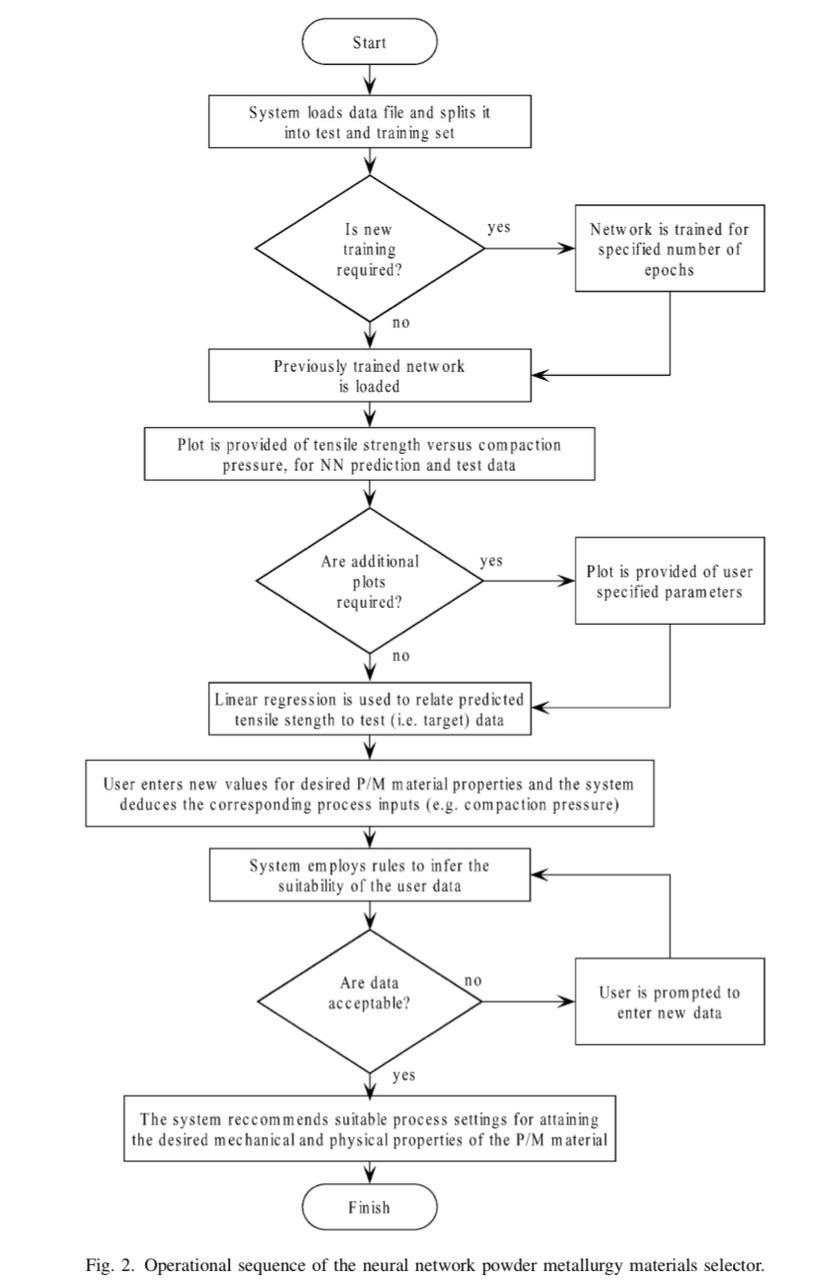 Start
System loads data file and splits it
into test and training set
Is new
training
required?
yes
Network is trained for
specified number of
epochs
no
Previously trained network
is loaded
Plot is provided of tensile strength versus compaction
pressure, for NN prediction and test data
Are additional
plots
required?
yes
Plot is provided of user
specified parameters
no
Linear regression is used to relate predicted
tensile stength to test (i.e. target) data
User enters new values for desired P/M material properties and the system
deduces the corresponding process inputs (e.g. compaction pressure)
System employs rules to infer the
suitability of the user data
Are data
acceptable?
no
User is prompted to
enter new data
yes
The system reccommends suitable process settings for attaining
the desired mechanical and physical properties of the P/M material
Finish
Fig. 2. Operational sequence of the neural network powder metallurgy materials selector.